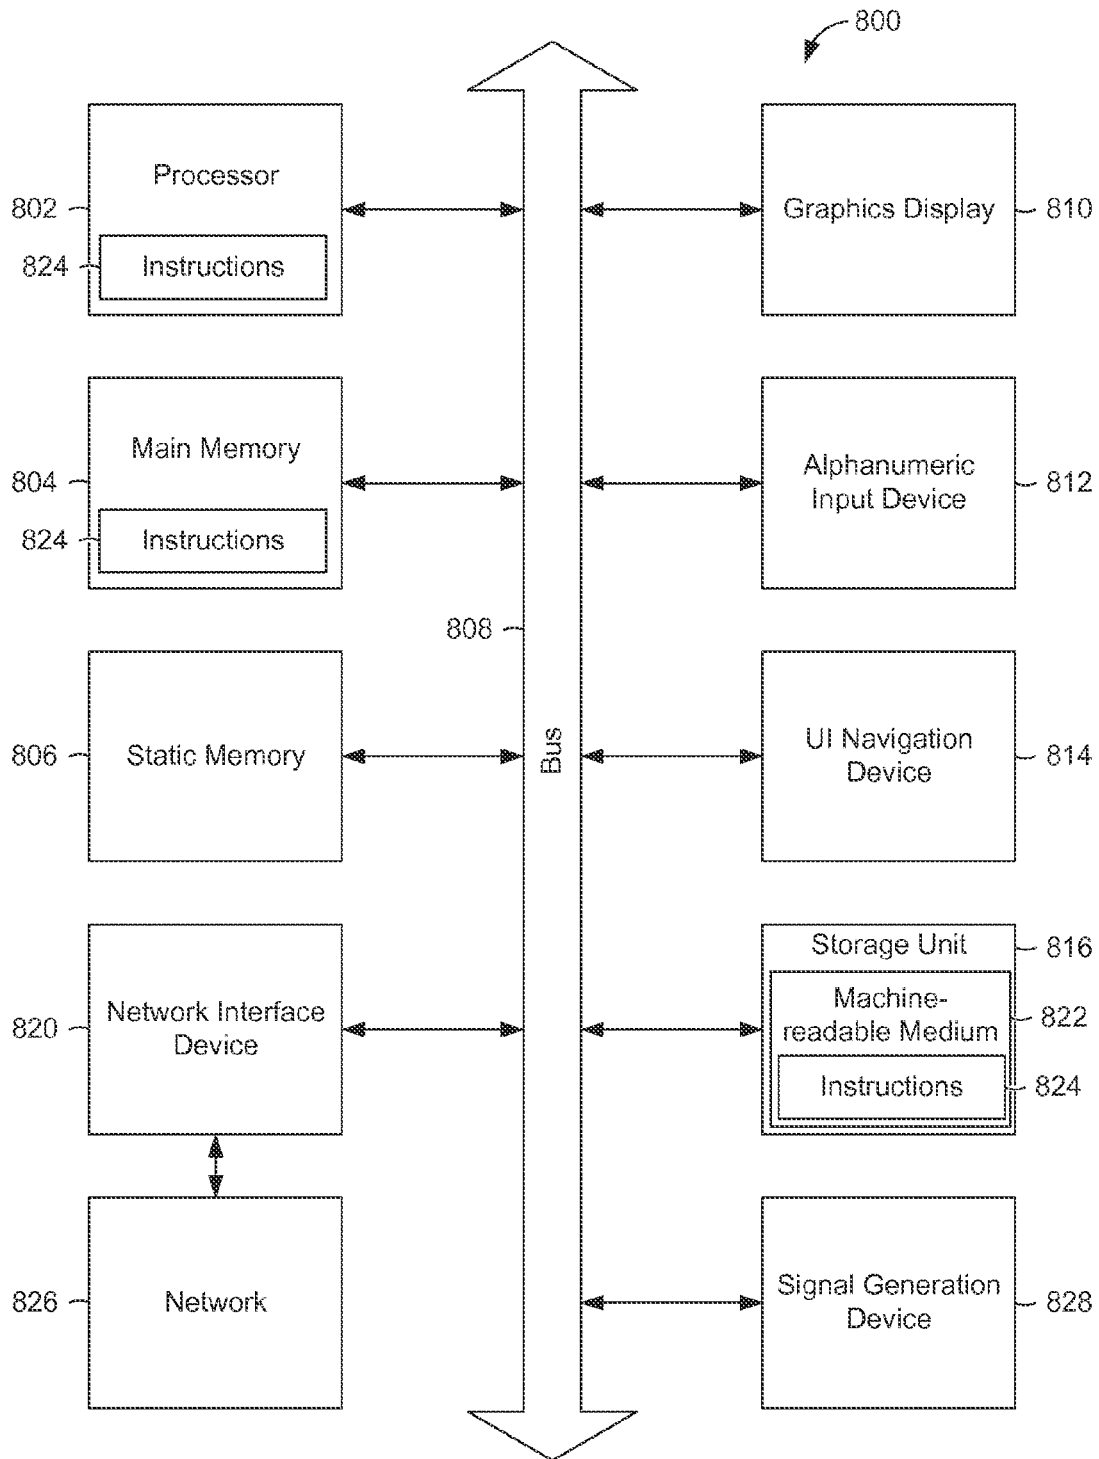 800
Processor
802
824
Instructions
Graphics Display
810
Main Memory
804
824
Instructions
Alphanumeric
Input Device
812
808
Bus
Static Memory
806
UI Navigation
Device
814
Network Interface
Device
820
Storage Unit
816
Machine-
readable Medium
822
Instructions
824
Network
826
Signal Generation
Device
828